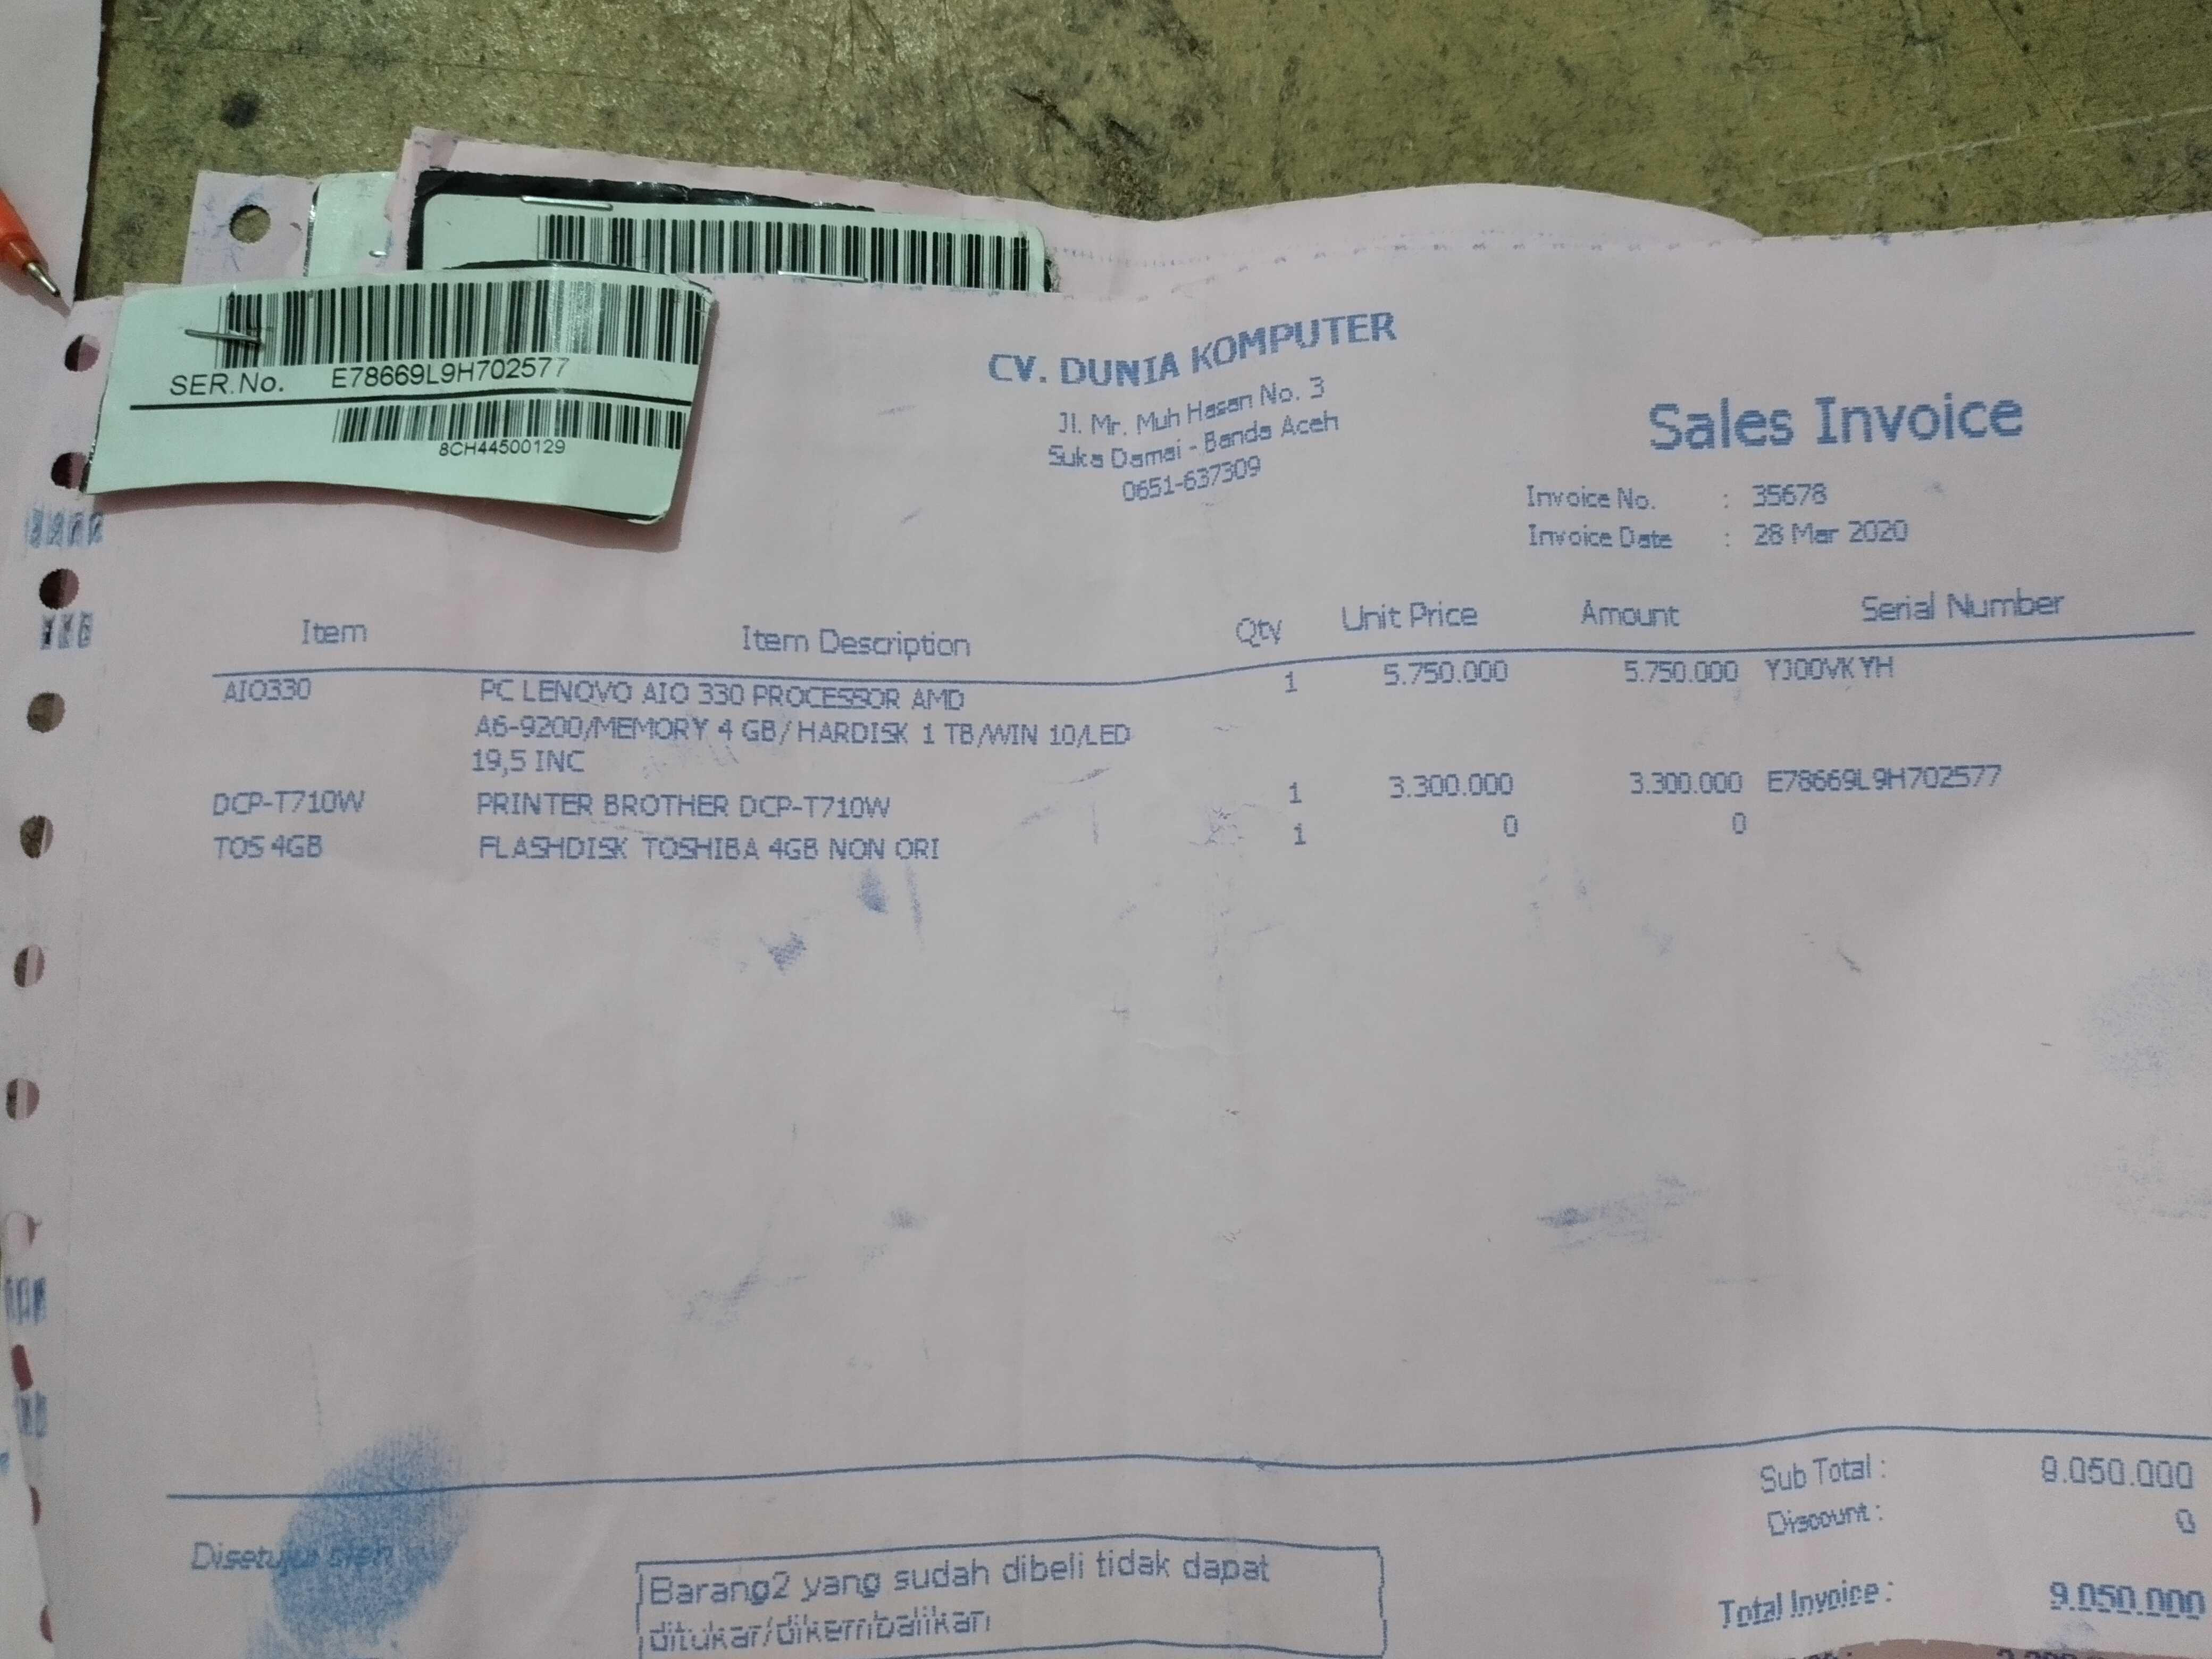 SER.No. E78669L9H702577
8CH44500129
CV. DUNIA KOMPUTER
Jl. Mr. Muh Hasan No. 3
Suka Damai - Banda Aceh
0651-637309
Sales Invoice
Invoice No. : 35678
Invoice Date : 28 Mar 2020
Item Item Description Qty Unit Price Amount Serial Number
AIO330 PC LENOVO AIO 330 PROCESSOR AMD 1 5.750.000 5.750.000 YJ00VKYH
A6-9200/MEMORY 4 GB/HARDISK 1 TB/WIN 10/LED
19,5 INC
DCP-T710W PRINTER BROTHER DCP-T710W 1 3.300.000 3.300.000 E78669L9H702577
TOS 4GB FLASHDISK TOSHIBA 4GB NON ORI 1 0 0
Sub Total : 9.050.000
Discount : 0
Total Invoice : 9.050.000
Disetujui oleh
Barang2 yang sudah dibeli tidak dapat
ditukar/dikembalikan